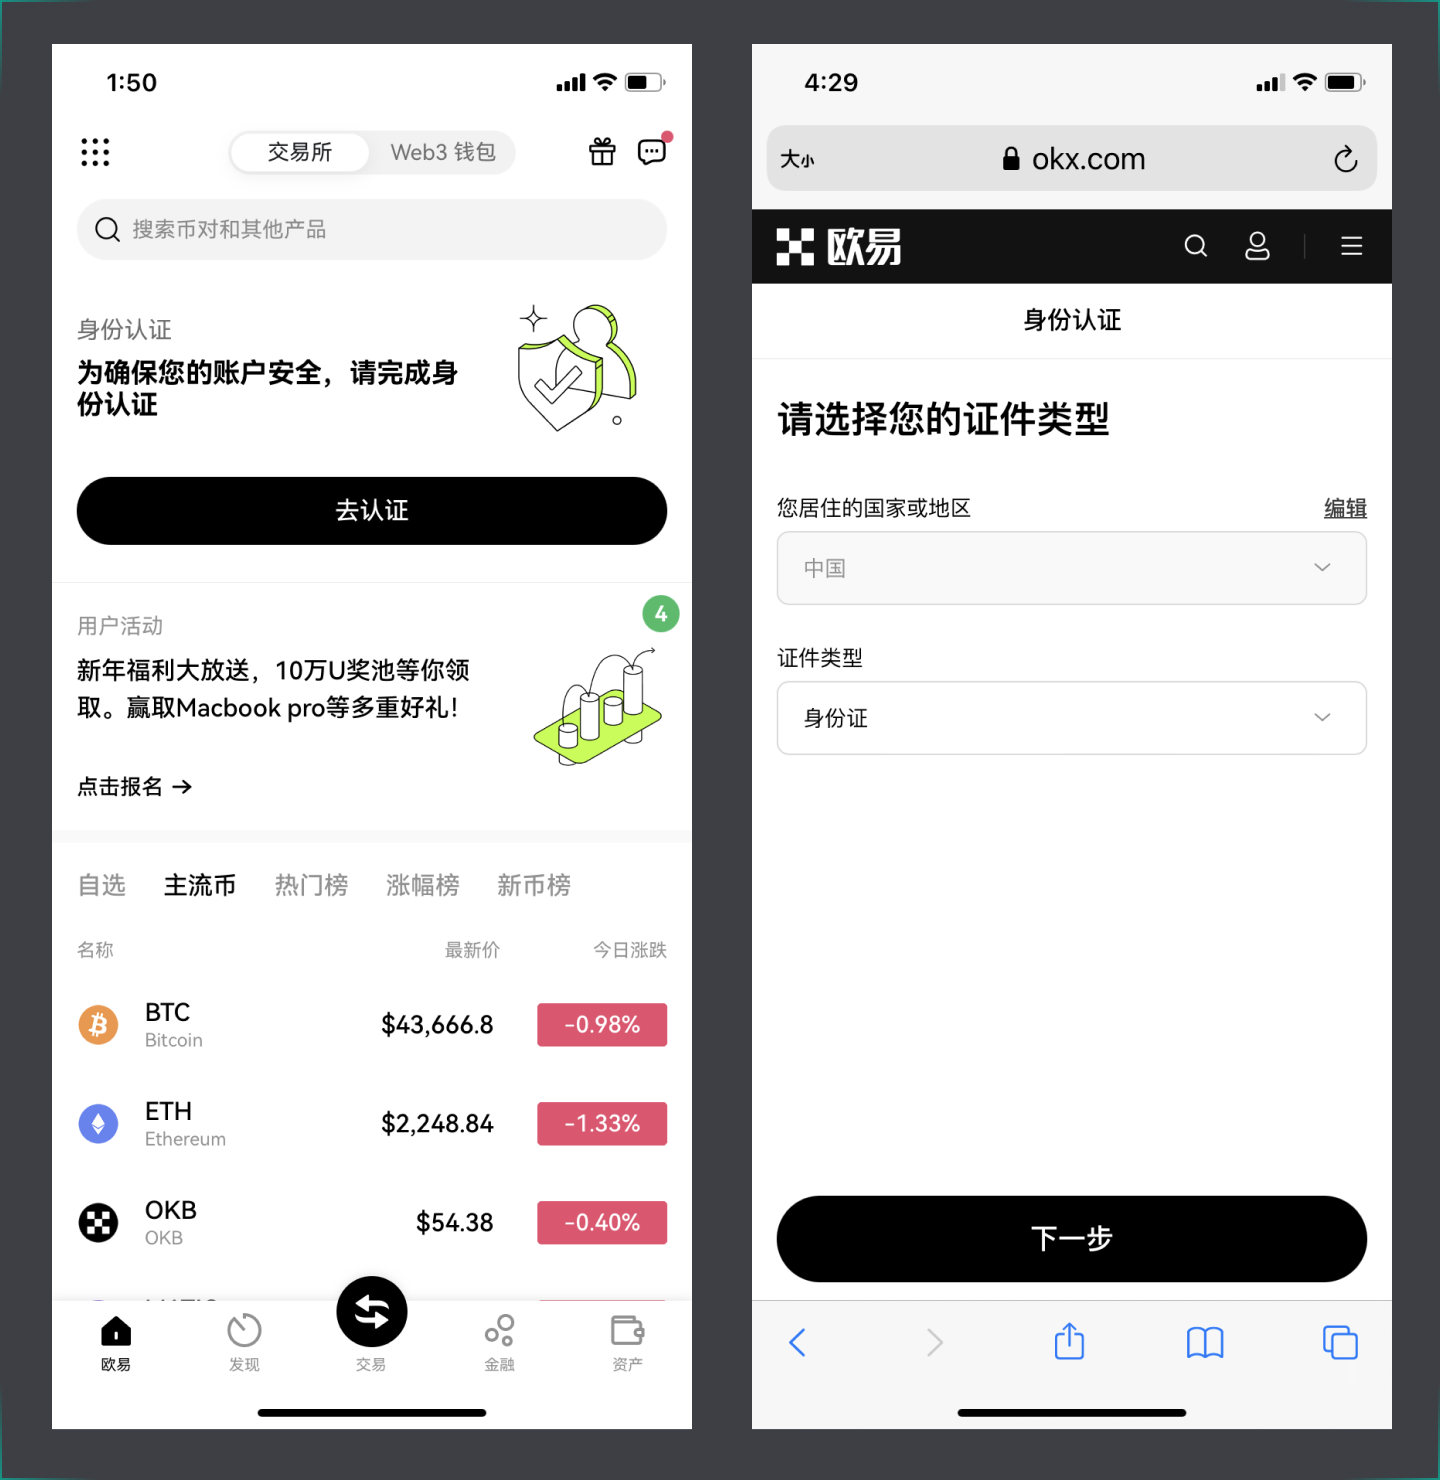 1:50
交易所
Web3 钱包
搜索币对和其他产品
身份认证
为确保您的账户安全，请完成身
份认证
去认证
用户活动
4
新年福利大放送，10万U奖池等你领
取。赢取Macbook pro等多重好礼！
点击报名 →
自选 主流币 热门榜 涨幅榜 新币榜
名称 最新价 今日涨跌
BTC
Bitcoin
$43,666.8
-0.98%
ETH
Ethereum
$2,248.84
-1.33%
OKB
OKB
$54.38
-0.40%
欧易 发现 交易 金融 资产
4:29
大小
okx.com
欧易
身份认证
请选择您的证件类型
您居住的国家或地区 编辑
中国
证件类型
身份证
下一步